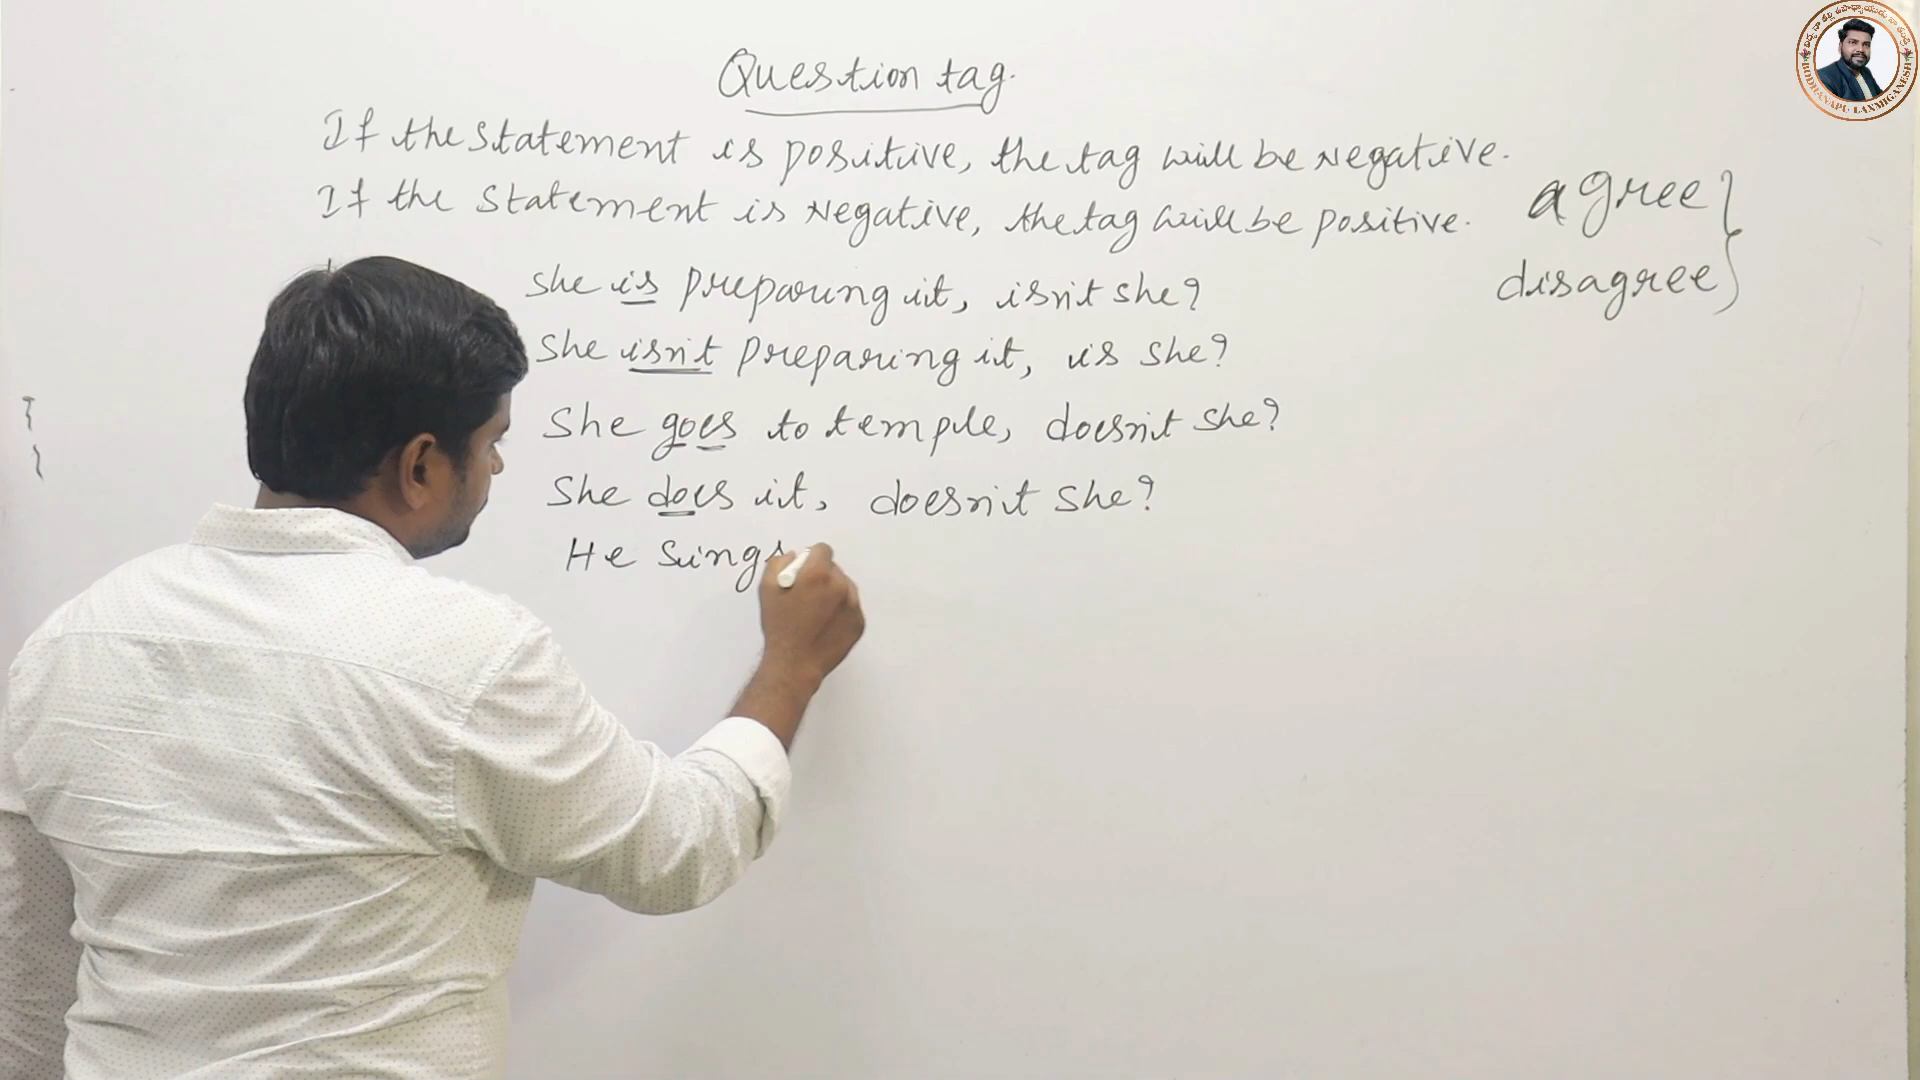 Question tag.
If the statement is positive, the tag will be Negative.
If the statement is Negative, the tag will be positive.
agree
disagree
she is preparing it, isn't she?
She isn't preparing it, is she?
She goes to temple, doesn't she?
She does it, doesn't she?
He sings
BODHANAPU LAXMIGANESH